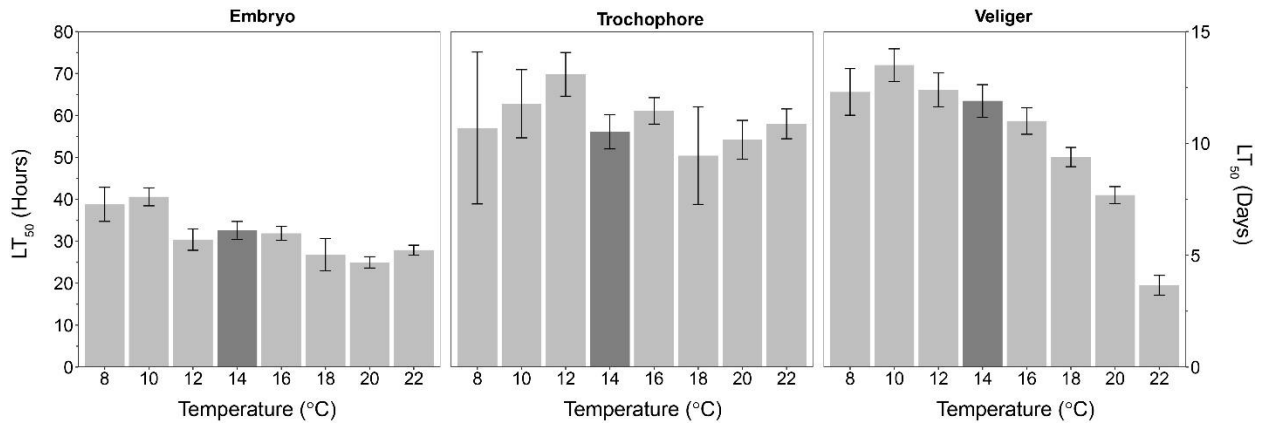 Embryo
Trochophore
Veliger
LT50 (Hours)
80
70
60
50
40
30
20
10
0
15
10
5
0
LT50 (Days)
8 10 12 14 16 18 20 22
8 10 12 14 16 18 20 22
8 10 12 14 16 18 20 22
Temperature (°C)
Temperature (°C)
Temperature (°C)